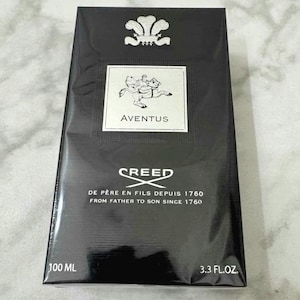 AVENTUS
CREED
DE PÈRE EN FILS DEPUIS 1760
FROM FATHER TO SON SINCE 1760
100 ML 3.3 FL.OZ.